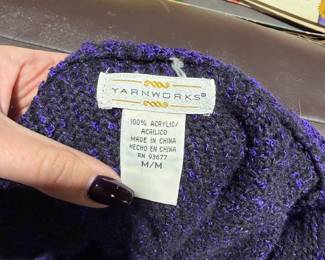 YARNWORKS®
100% ACRYLIC/
ACRILICO
MADE IN CHINA
HECHO EN CHINA
RN 93677
M/M